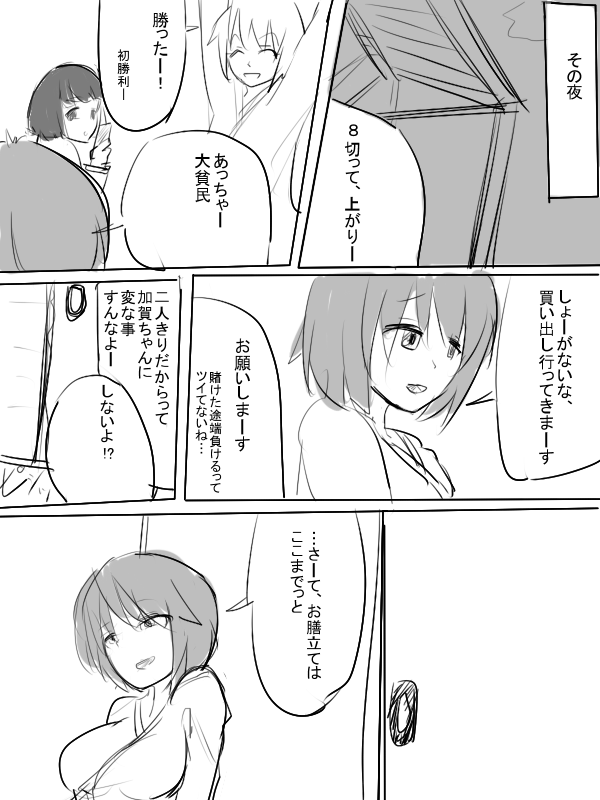 その夜
８切って、上がりー
勝ったー！
初勝利ー
あっちゃー
大貧民
しょーがないな、
買い出し行ってきまーす
お願いしまーす
賭けた途端負けるって
ツイてないね…
二人きりだからって
加賀ちゃんに
変な事
すんなよー
しないよ!?
…さーて、お膳立ては
ここまでっと